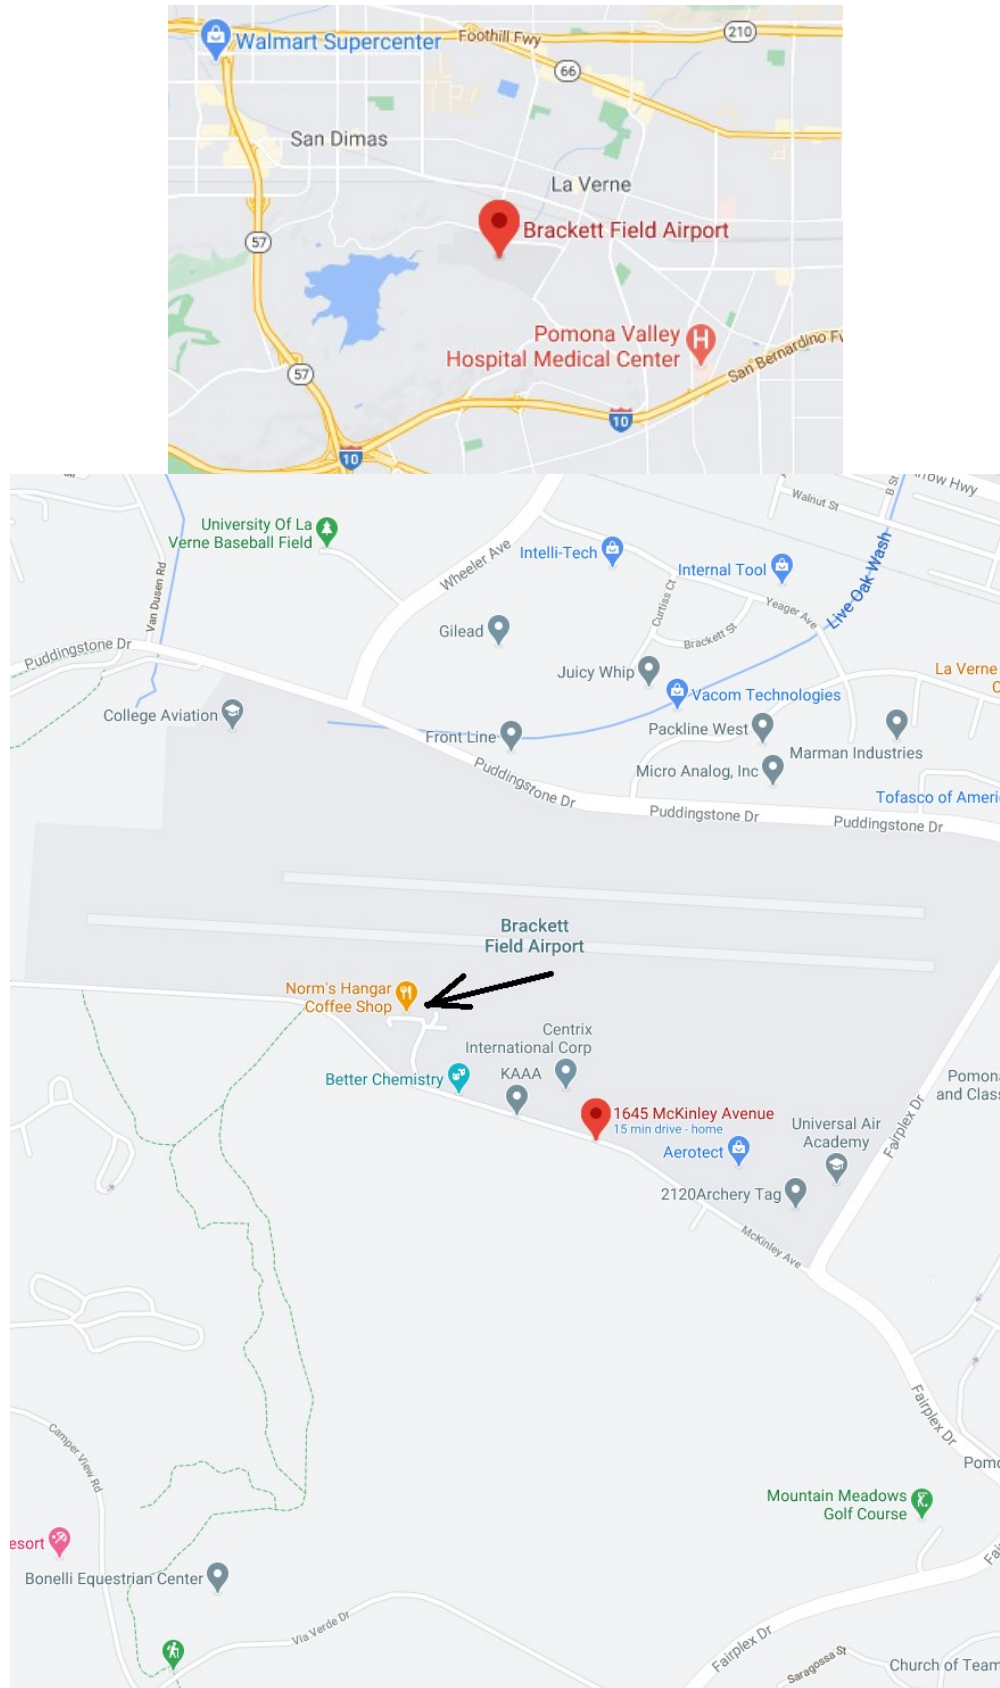 Walmart Supercenter
Foothill Fwy
210
66
San Dimas
La Verne
Brackett Field Airport
57
Pomona Valley
Hospital Medical Center
San Bernardino
57
10
10
B St
Walnut St
Hwy
University Of La
Verne Baseball Field
Wheeler Ave
Intelli-Tech
Internal Tool
Live Oak Wash
Van Dusen Rd
Curtiss Ct
Yeager Ave
Gilead
Brackett St
Puddingstone Dr
Juicy Whip
La Verne
Vacom Technologies
College Aviation
Front Line
Packline West
Marman Industries
Micro Analog, Inc
Puddingstone Dr
Tofasco of Ameri
Puddingstone Dr
Puddingstone Dr
Brackett
Field Airport
Norm's Hangar
Coffee Shop
Centrix
International Corp
KAAA
Better Chemistry
Pomona
and Class
1645 McKinley Avenue
15 min drive - home
Universal Air
Academy
Fairplex Dr
Aerotect
2120Archery Tag
McKinley Ave
Fairplex Dr
Camper View Rd
Pomo
Mountain Meadows
Golf Course
esort
Fai
Bonelli Equestrian Center
Via Verde Dr
Fairplex Dr
Saragossa St
Church of Team